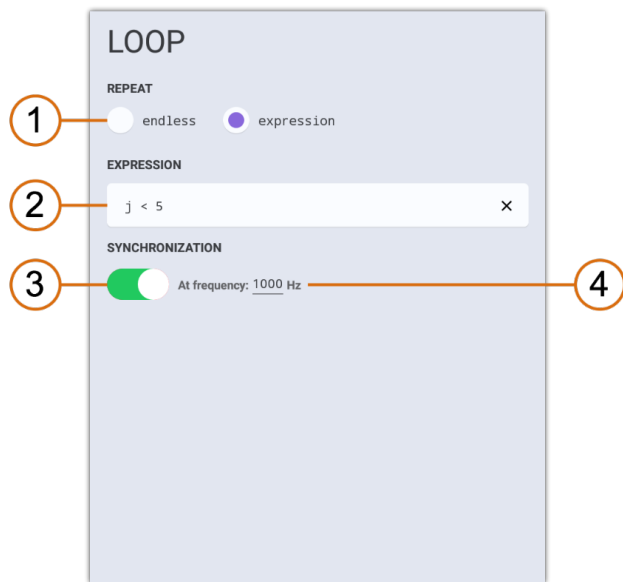 LOOP
REPEAT
1 endless expression
EXPRESSION
2 j < 5 ×
SYNCHRONIZATION
3 At frequency: 1000 Hz 4